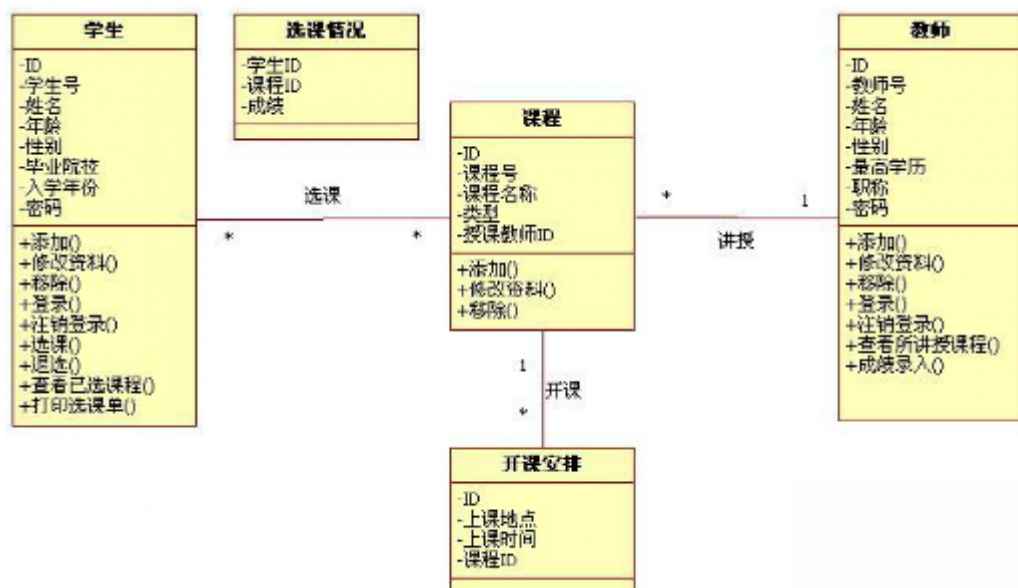 学生
-ID
-学生号
-姓名
-年龄
-性别
-毕业院校
-入学年份
-密码
+添加()
+修改资料()
+移除()
+登录()
+注销登录()
+选课()
+退选()
+查看已选课程()
+打印选课单()
选课情况
-学生ID
-课程ID
-成绩
选课
*
*
课程
-ID
-课程号
-课程名称
-类型
-授课教师ID
+添加()
+修改资料()
+移除()
*
1
讲授
教师
-ID
-教师号
-姓名
-年龄
-性别
-最高学历
-职称
-密码
+添加()
+修改资料()
+移除()
+登录()
+注销登录()
+查看所讲授课程()
+成绩录入()
1
开课
*
开课安排
-ID
-上课地点
-上课时间
-课程ID